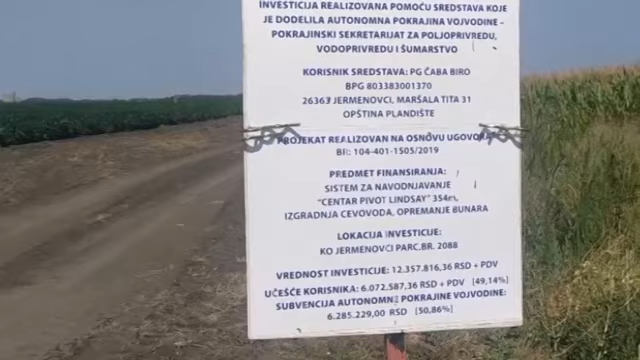 INVESTICIJA REALIZOVANA POMOĆU SREDSTAVA KOJE
JE DODELILA AUTONOMNA POKRAJINA VOJVODINE –
POKRAJINSKI SEKRETARIJAT ZA POLJOPRIVREDU,
VODOPRIVREDU I ŠUMARSTVO
KORISNIK SREDSTAVA: PG ČABA BIRO
BPG 803383001370
26363 JERMENOVCI, MARŠALA TITA 31
OPŠTINA PLANDIŠTE
PROJEKAT REALIZOVAN NA OSNOVU UGOVORA
BR: 104-401-1505/2019
PREDMET FINANSIRANJA:
SISTEM ZA NAVODNJAVANJE
"CENTAR PIVOT LINDSAY" 354m,
IZGRADNJA CEVOVODA, OPREMANJE BUNARA
LOKACIJA INVESTICIJE:
KO JERMENOVCI PARC.BR. 2088
VREDNOST INVESTICIJE: 12.357.816,36 RSD + PDV
UČEŠĆE KORISNIKA: 6.072.587,36 RSD + PDV (49,14%
SUBVENCIJA AUTONOMNE POKRAJINE VOJVODINE:
6.285.229,00 RSD (50,86%)